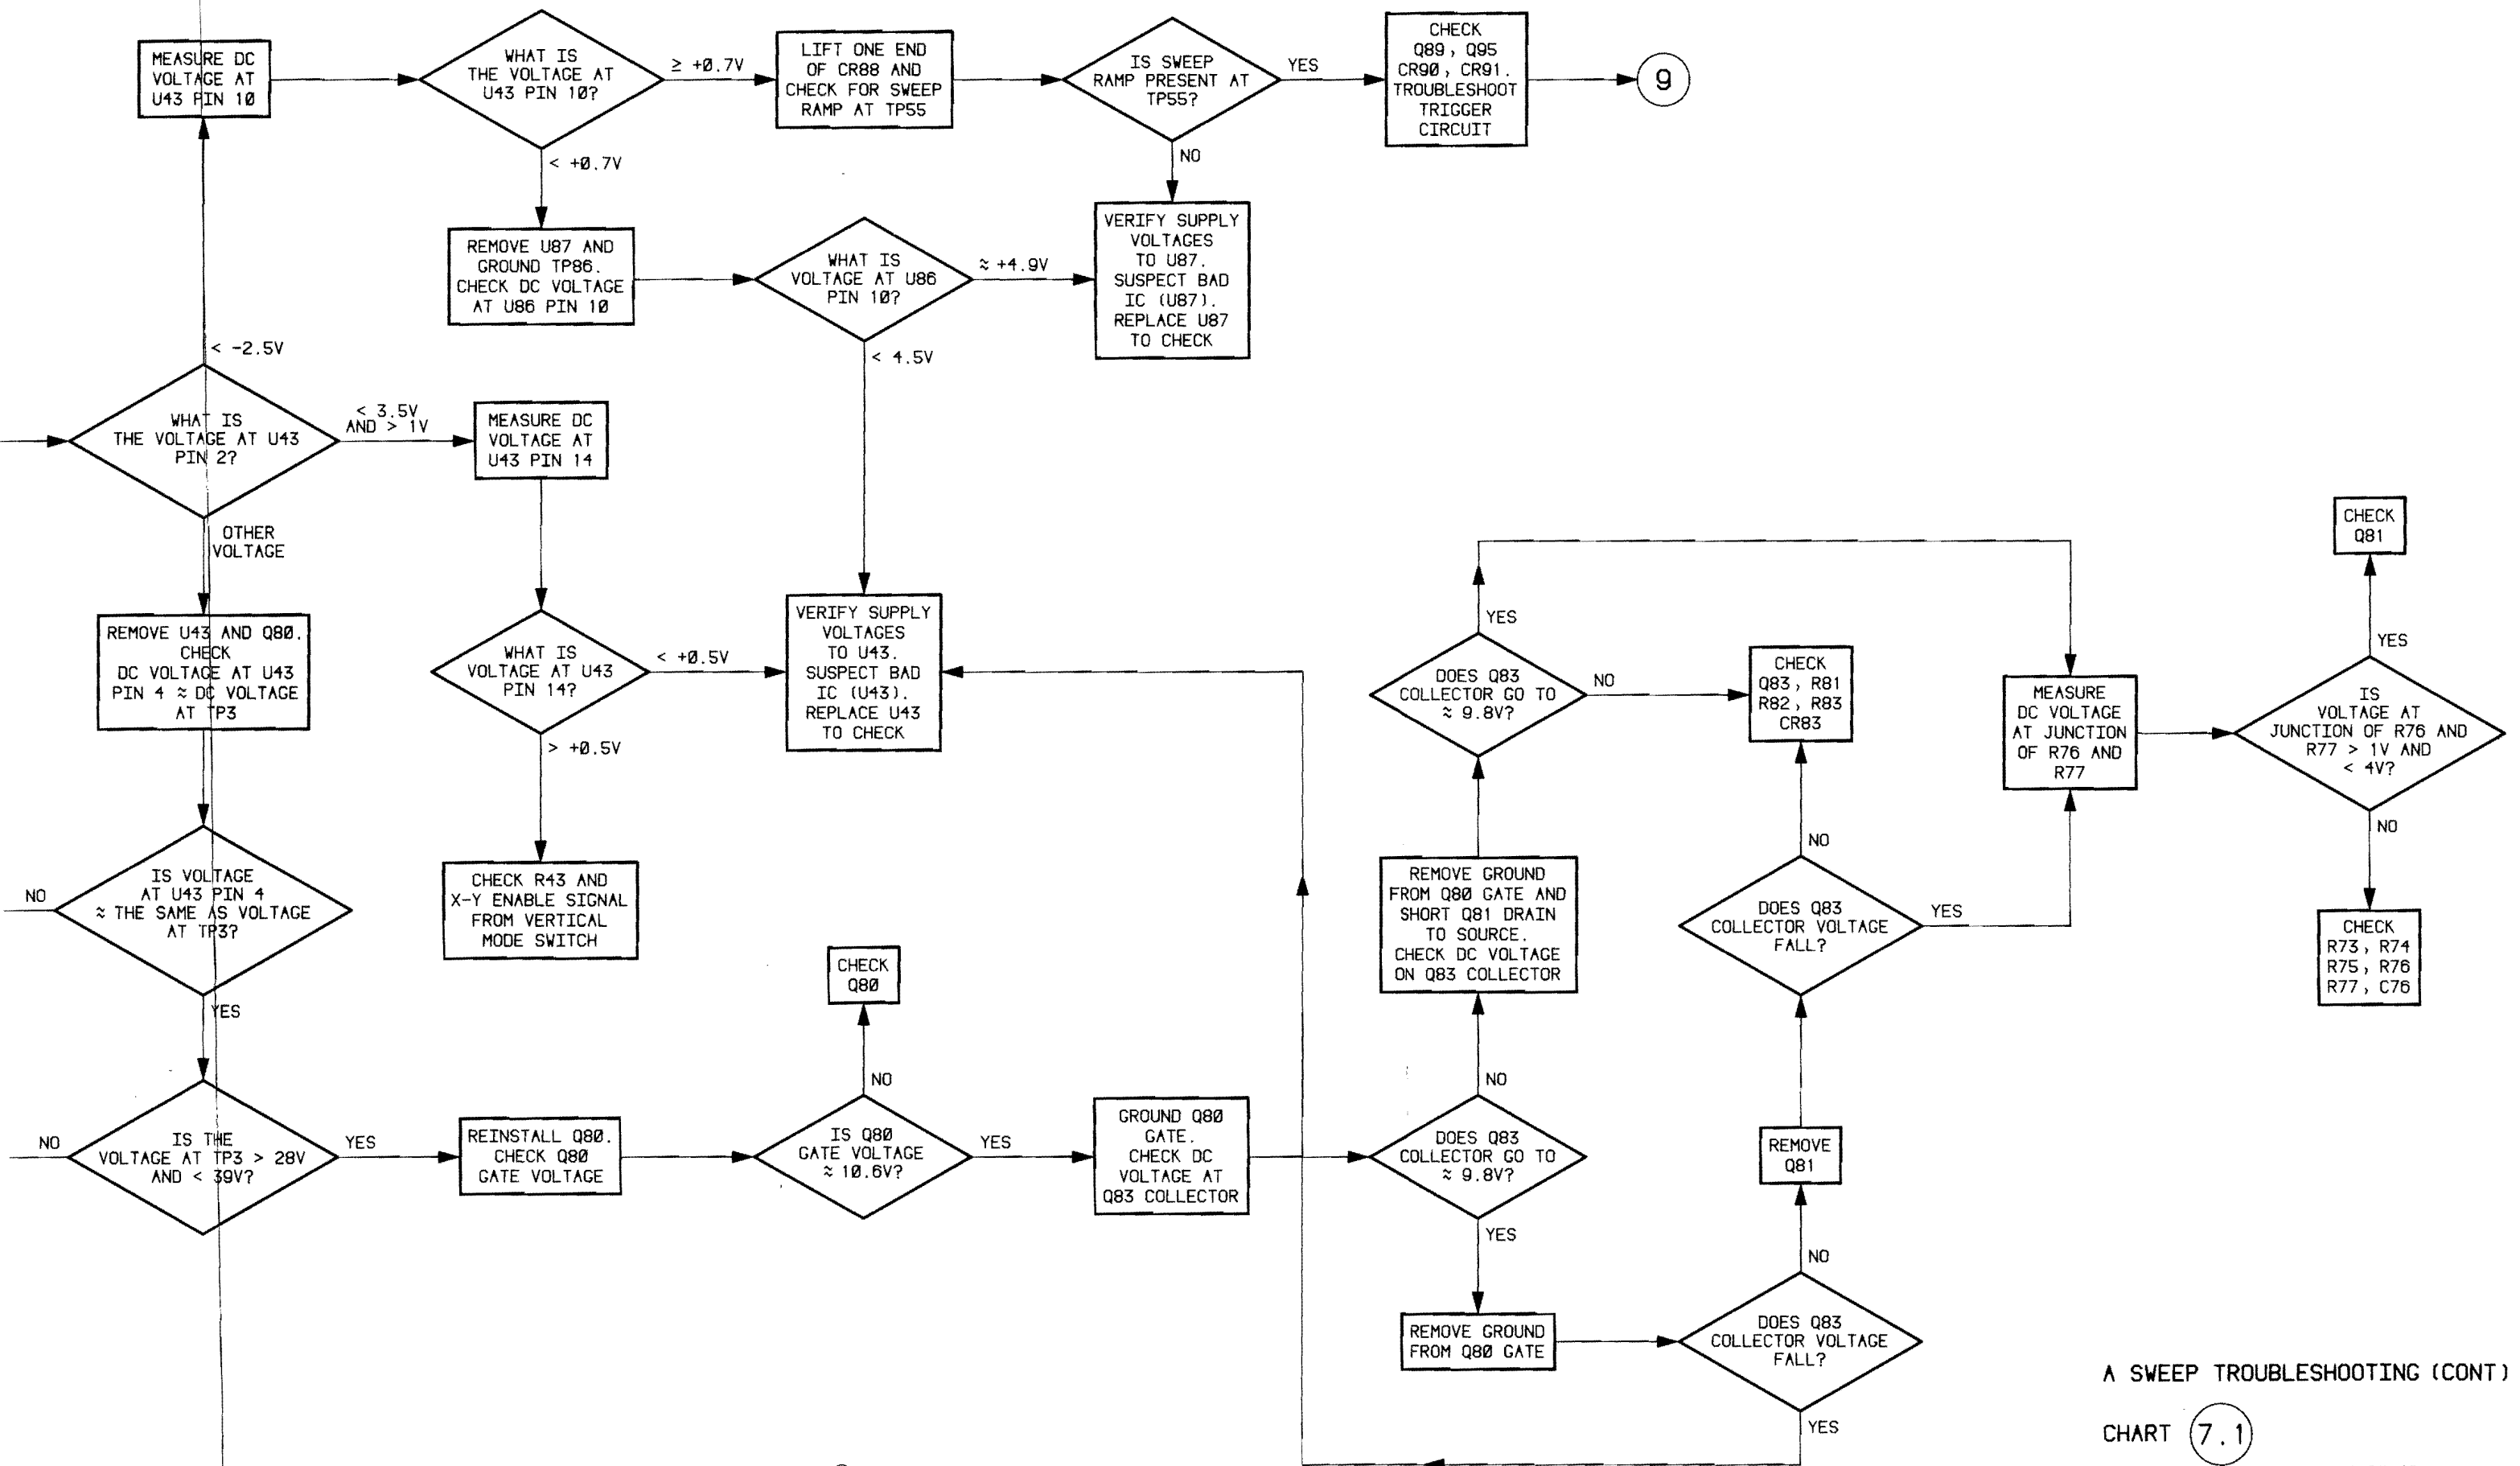 MEASURE DC
VOLTAGE AT
U43 PIN 10
WHAT IS
THE VOLTAGE AT
U43 PIN 10?
≥ +0.7V
< +0.7V
LIFT ONE END
OF CR88 AND
CHECK FOR SWEEP
RAMP AT TP55
IS SWEEP
RAMP PRESENT AT
TP55?
YES
NO
CHECK
Q89, Q95
CR90, CR91.
TROUBLESHOOT
TRIGGER
CIRCUIT
9
REMOVE U87 AND
GROUND TP86.
CHECK DC VOLTAGE
AT U86 PIN 10
WHAT IS
VOLTAGE AT U86
PIN 10?
≈ +4.9V
< 4.5V
VERIFY SUPPLY
VOLTAGES
TO U87.
SUSPECT BAD
IC (U87).
REPLACE U87
TO CHECK
< -2.5V
WHAT IS
THE VOLTAGE AT U43
PIN 2?
< 3.5V
AND > 1V
OTHER
VOLTAGE
MEASURE DC
VOLTAGE AT
U43 PIN 14
REMOVE U43 AND Q80.
CHECK
DC VOLTAGE AT U43
PIN 4 ≈ DC VOLTAGE
AT TP3
WHAT IS
VOLTAGE AT U43
PIN 14?
< +0.5V
> +0.5V
VERIFY SUPPLY
VOLTAGES
TO U43.
SUSPECT BAD
IC (U43).
REPLACE U43
TO CHECK
CHECK R43 AND
X-Y ENABLE SIGNAL
FROM VERTICAL
MODE SWITCH
NO
IS VOLTAGE
AT U43 PIN 4
≈ THE SAME AS VOLTAGE
AT TP3?
YES
NO
IS THE
VOLTAGE AT TP3 > 28V
AND < 39V?
YES
REINSTALL Q80.
CHECK Q80
GATE VOLTAGE
CHECK
Q80
NO
IS Q80
GATE VOLTAGE
≈ 10.6V?
YES
GROUND Q80
GATE.
CHECK DC
VOLTAGE AT
Q83 COLLECTOR
YES
DOES Q83
COLLECTOR GO TO
≈ 9.8V?
NO
CHECK
Q83, R81
R82, R83
CR83
REMOVE GROUND
FROM Q80 GATE AND
SHORT Q81 DRAIN
TO SOURCE.
CHECK DC VOLTAGE
ON Q83 COLLECTOR
NO
DOES Q83
COLLECTOR GO TO
≈ 9.8V?
YES
REMOVE GROUND
FROM Q80 GATE
NO
DOES Q83
COLLECTOR VOLTAGE
FALL?
YES
REMOVE
Q81
NO
DOES Q83
COLLECTOR VOLTAGE
FALL?
YES
MEASURE
DC VOLTAGE
AT JUNCTION
OF R76 AND
R77
CHECK
Q81
YES
IS
VOLTAGE AT
JUNCTION OF R76 AND
R77 > 1V AND
< 4V?
NO
CHECK
R73, R74
R75, R76
R77, C76
A SWEEP TROUBLESHOOTING (CONT)
CHART 7.1